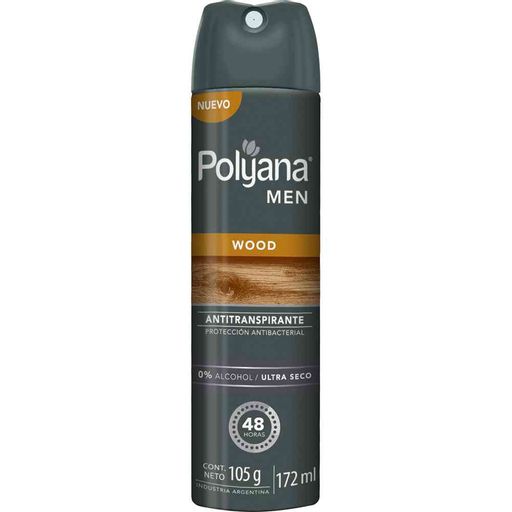 NUEVO
Polyana®
MEN
WOOD
ANTITRANSPIRANTE
PROTECCIÓN ANTIBACTERIAL
0% ALCOHOL / ULTRA SECO
48
HORAS
CONT.
NETO 105 g 172 ml
INDUSTRIA ARGENTINA